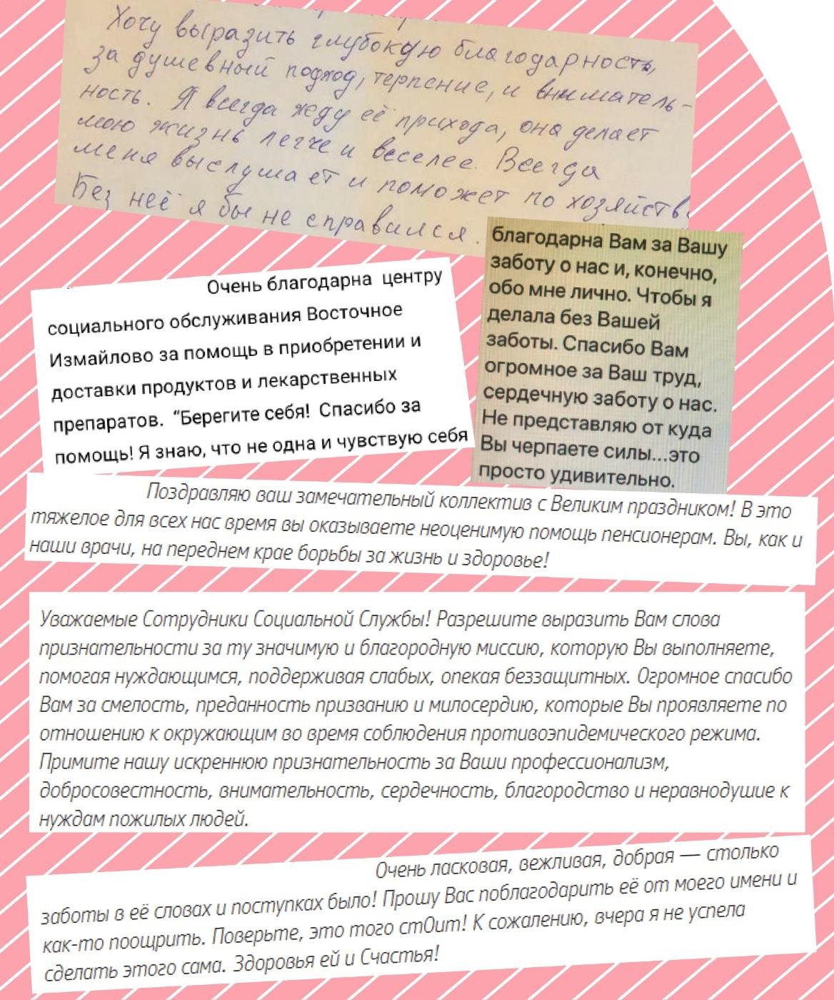 Хочу выразить глубокую благодарность,
за душевный подход, терпение, и вниматель-
ность. Я всегда жду её прихода, она делает
мою жизнь легче и веселее. Всегда
меня выслушает и поможет по хозяйств
Без неё я бы не справился.
благодарна Вам за Вашу
заботу о нас и, конечно,
обо мне лично. Чтобы я
делала без Вашей
заботы. Спасибо Вам
огромное за Ваш труд,
сердечную заботу о нас.
Не представляю от куда
Вы черпаете силы...это
просто удивительно.
Очень благодарна центру
социального обслуживания Восточное
Измайлово за помощь в приобретении и
доставки продуктов и лекарственных
препаратов. “Берегите себя! Спасибо за
помощь! Я знаю, что не одна и чувствую себя
Поздравляю ваш замечательный коллектив с Великим праздником! В это
тяжелое для всех нас время вы оказываете неоценимую помощь пенсионерам. Вы, как и
наши врачи, на переднем крае борьбы за жизнь и здоровье!
Уважаемые Сотрудники Социальной Службы! Разрешите выразить Вам слова
признательности за ту значимую и благородную миссию, которую Вы выполняете,
помогая нуждающимся, поддерживая слабых, опекая беззащитных. Огромное спасибо
Вам за смелость, преданность призванию и милосердию, которые Вы проявляете по
отношению к окружающим во время соблюдения противоэпидемического режима.
Примите нашу искреннюю признательность за Ваши профессионализм,
добросовестность, внимательность, сердечность, благородство и неравнодушие к
нуждам пожилых людей.
Очень ласковая, вежливая, добрая — столько
заботы в её словах и поступках было! Прошу Вас поблагодарить её от моего имени и
как-то поощрить. Поверьте, это того стОит! К сожалению, вчера я не успела
сделать этого сама. Здоровья ей и Счастья!